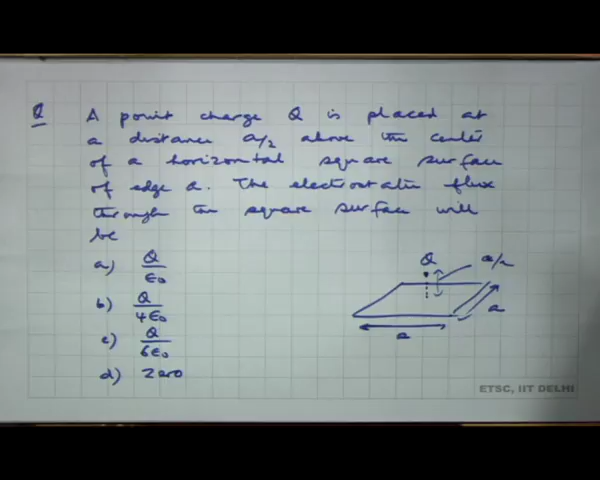 Q A point charge Q is placed at
a distance a/2 above the center
of a horizontal square surface
of edge a. The electrostatic flux
through the square surface will
be
a) Q/ε₀
b) Q/4ε₀
c) Q/6ε₀
d) Zero
Q a/2
a
a
ETSC, IIT DELHI